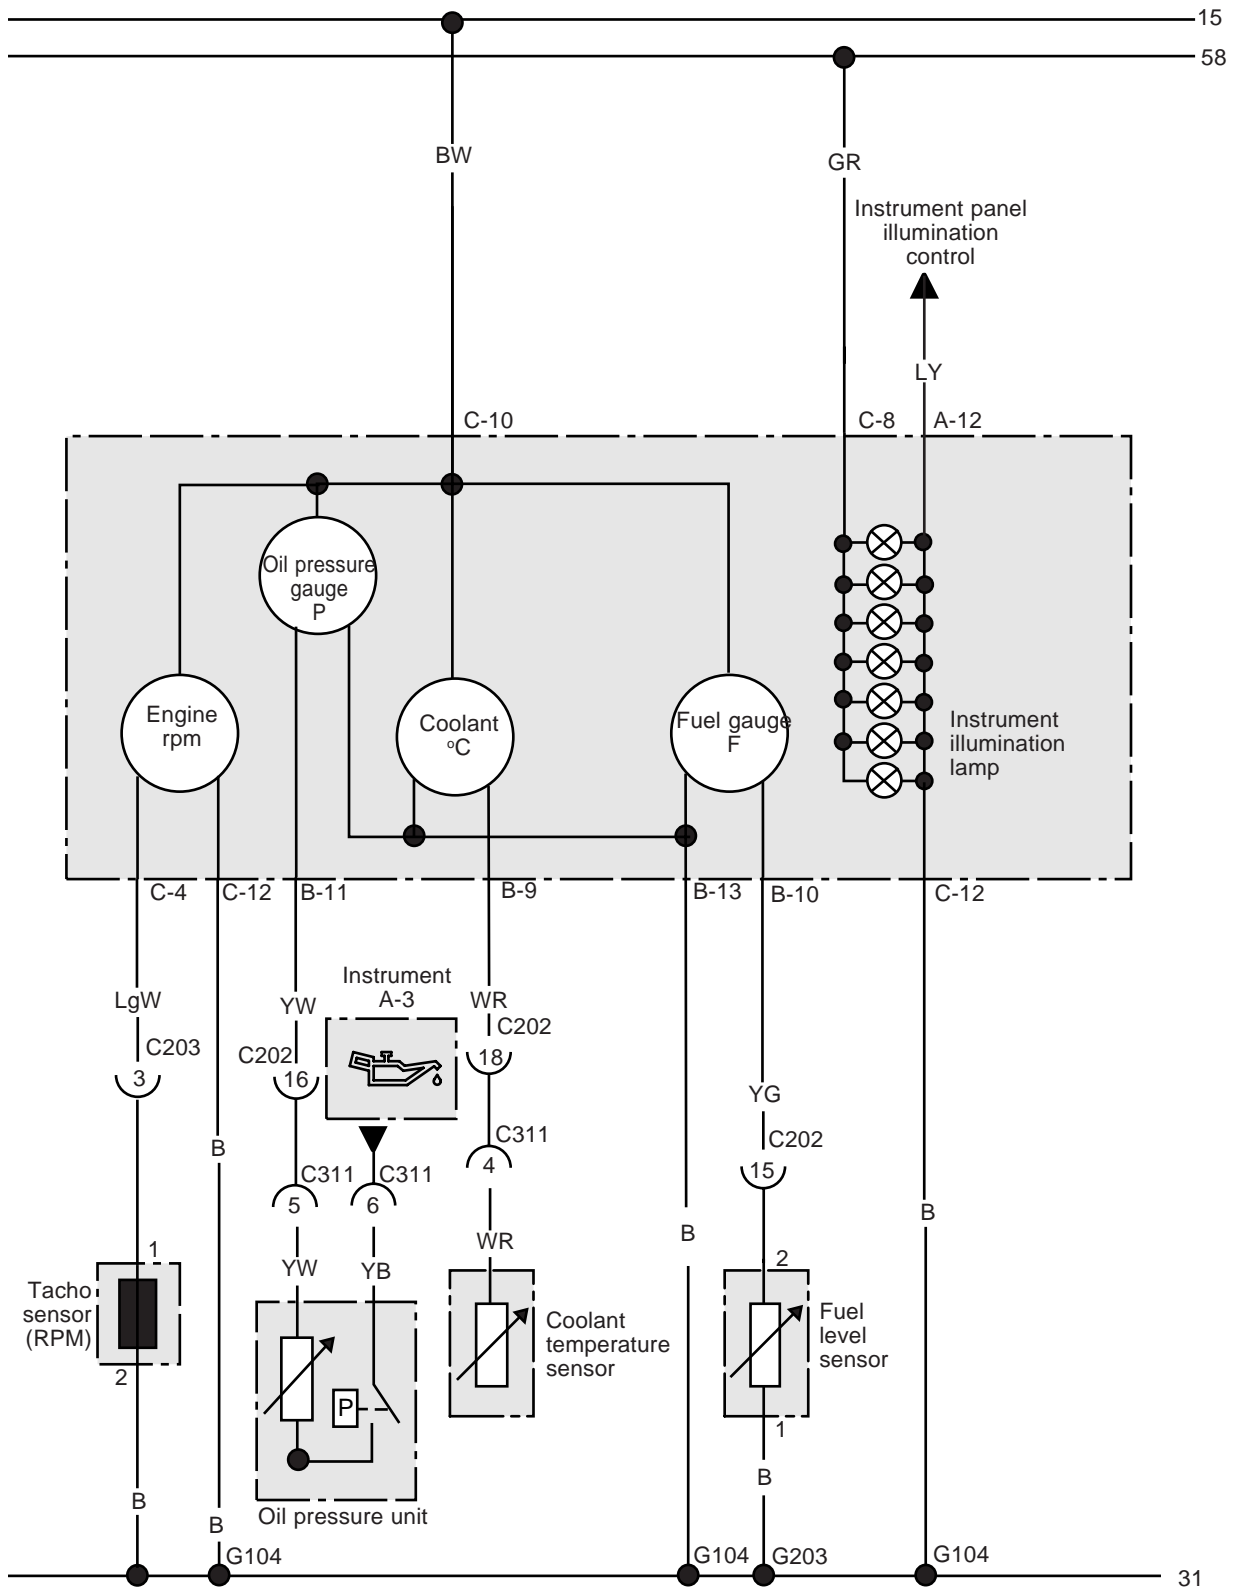 15
58
BW
GR
Instrument panel
illumination
control
LY
C-10
C-8
A-12
Oil pressure
gauge
P
Engine
rpm
Coolant
°C
Fuel gauge
F
Instrument
illumination
lamp
C-4
C-12
B-11
B-9
B-13
B-10
C-12
Instrument
A-3
LgW
YW
WR
C203
C202
C202
3
16
18
YG
B
C311
C202
C311
C311
4
15
5
6
B
B
1
WR
2
YW
YB
Tacho
sensor
(RPM)
Coolant
temperature
sensor
Fuel
level
sensor
2
P
1
B
B
B
Oil pressure unit
G104
G104
G203
G104
31